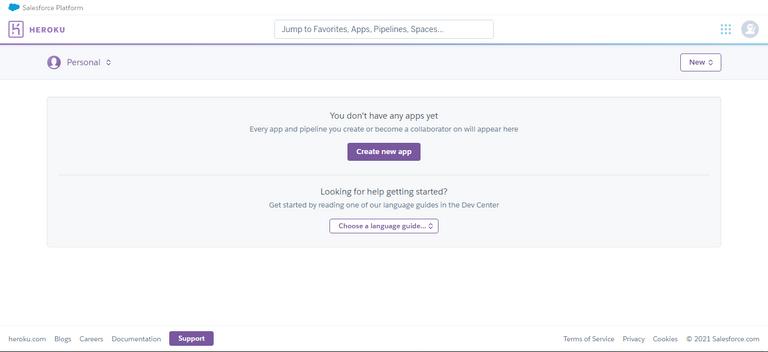 Salesforce Platform
HEROKU
Jump to Favorites, Apps, Pipelines, Spaces...
Personal
New
You don't have any apps yet
Every app and pipeline you create or become a collaborator on will appear here
Create new app
Looking for help getting started?
Get started by reading one of our language guides in the Dev Center
Choose a language guide...
heroku.com Blogs Careers Documentation Support Terms of Service Privacy Cookies © 2021 Salesforce.com